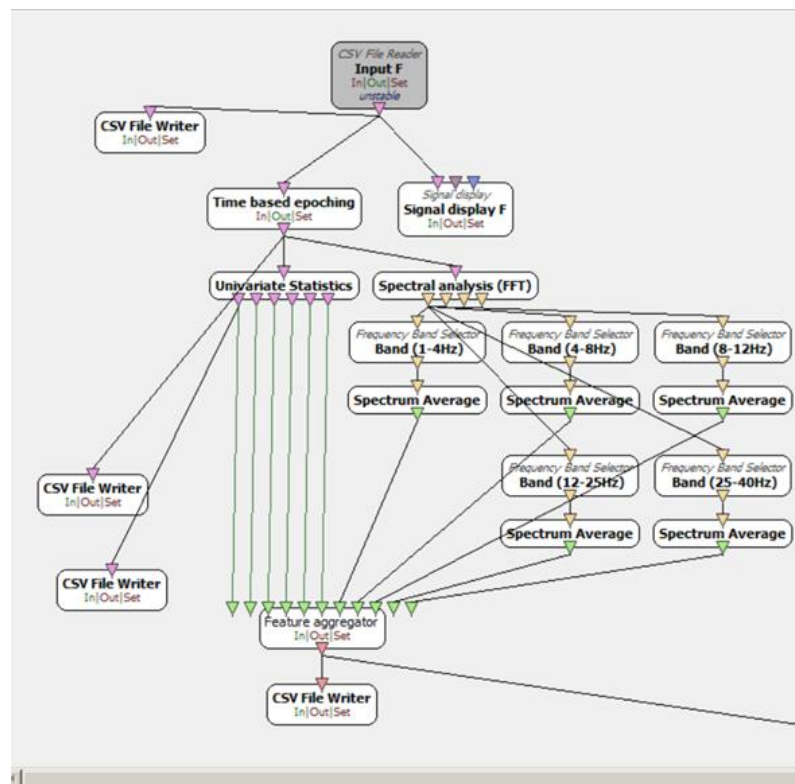 CSV File Reader
Input F
In|Out|Set
unstable
CSV File Writer
In|Out|Set
Time based epoching
In|Out|Set
Signal display
Signal display F
In|Out|Set
Univariate Statistics
Spectral analysis (FFT)
Frequency Band Selector
Band (1-4Hz)
Frequency Band Selector
Band (4-8Hz)
Frequency Band Selector
Band (8-12Hz)
Spectrum Average
Spectrum Average
Spectrum Average
Frequency Band Selector
Band (12-25Hz)
Frequency Band Selector
Band (25-40Hz)
CSV File Writer
In|Out|Set
Spectrum Average
Spectrum Average
CSV File Writer
In|Out|Set
Feature aggregator
In|Out|Set
CSV File Writer
In|Out|Set